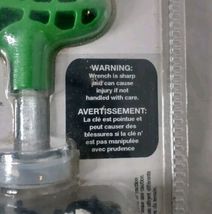 WARNING:
Wrench is sharp
and can cause
injury if not
handled with care.
AVERTISSEMENT:
La clé est pointue et
peut causer des
blessures si la clé n'
est pas manipulée
avec prudence